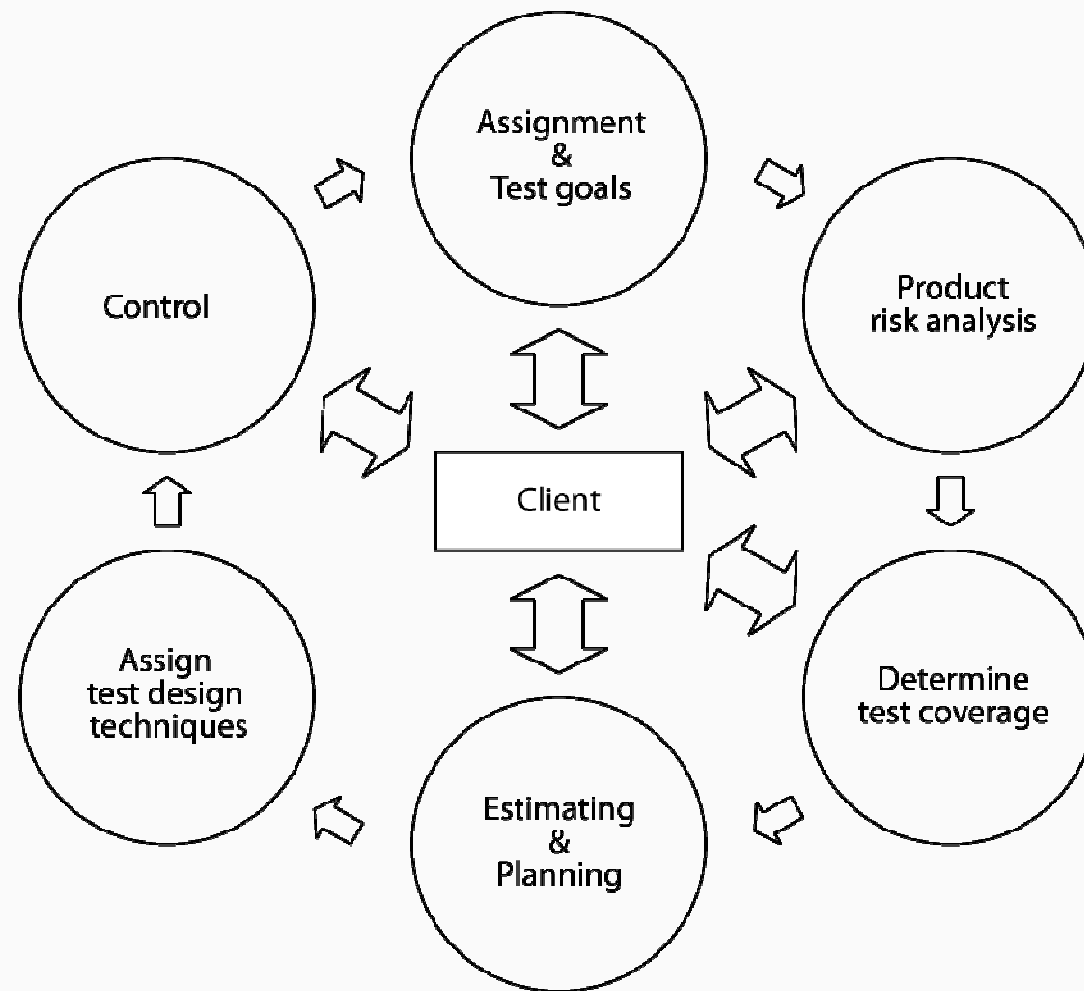 Assignment
&
Test goals
Product
risk analysis
Determine
test coverage
Estimating
&
Planning
Assign
test design
techniques
Control
Client